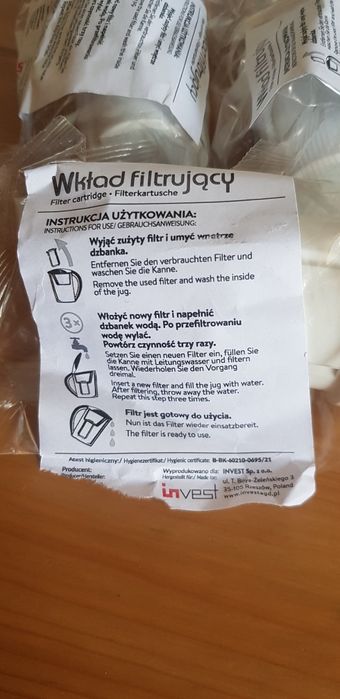 Wkład filtrujący
Filter cartridge • Filterkartusche
INSTRUKCJA UŻYTKOWANIA:
INSTRUCTIONS FOR USE/ GEBRAUCHSANWEISUNG:
Wyjąć zużyty filtr i umyć wnętrze
dzbanka.
Entfernen Sie den verbrauchten Filter und
waschen Sie die Kanne.
Remove the used filter and wash the inside
of the jug.
3x
Włożyć nowy filtr i napełnić
dzbanek wodą. Po przefiltrowaniu
wodę wylać.
Powtórz czynność trzy razy.
Setzen Sie einen neuen Filter ein, füllen Sie
die Kanne mit Leitungswasser und filtern
lassen. Wiederholen Sie den Vorgang
dreimal.
Insert a new filter and fill the jug with water.
After filtering, throw away the water.
Repeat this step three times.
Filtr jest gotowy do użycia.
Nun ist das Filter wieder einsatzbereit.
The filter is ready to use.
Atest higieniczny:/ Hygienezertifikat:/ Hygienic certificate: B-BK-60210-0695/21
Producent:
Producer/Hersteller:
Wyprodukowano dla:
Hergestellt für:/ Made for:
INVEST Sp. z o.o.
ul. T. Boya-Żeleńskiego 3
35-105 Rzeszów, Poland
www.investagd.pl
invest